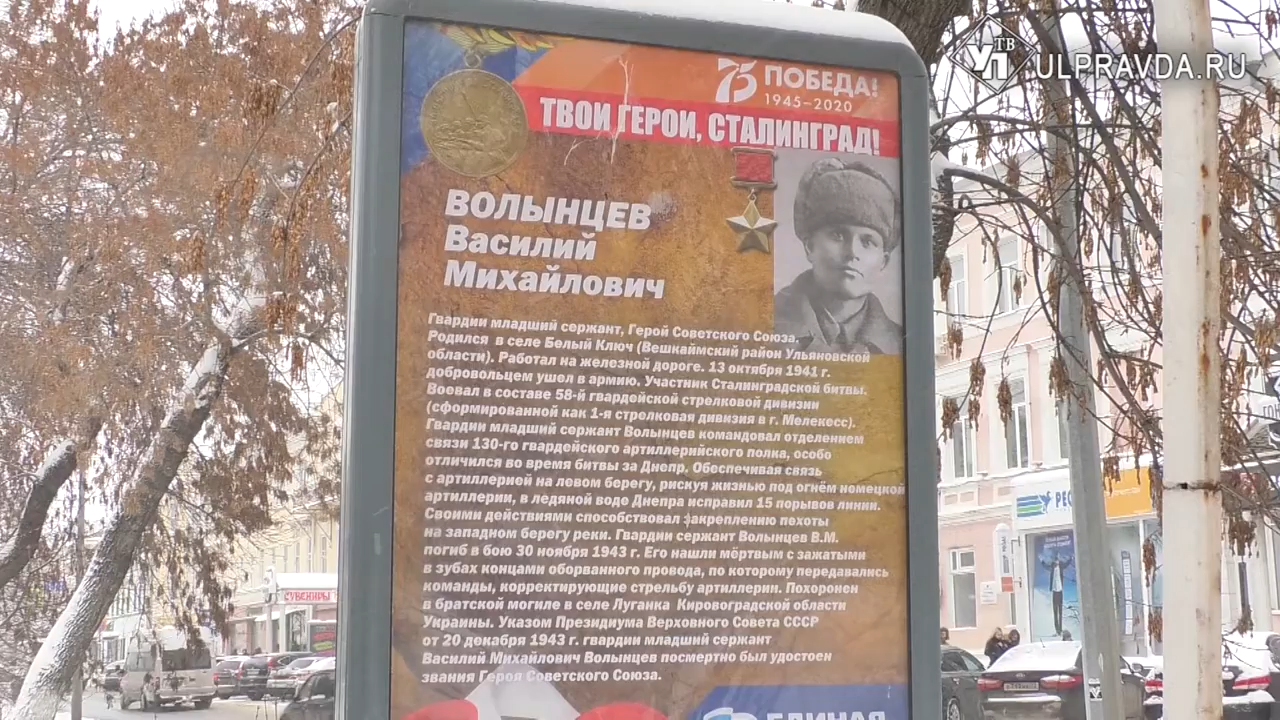 УП ТВ ULPRAVDA.RU
75 ПОБЕДА!
1945–2020
ТВОИ ГЕРОИ, СТАЛИНГРАД!
ВОЛЫНЦЕВ
Василий
Михайлович
Гвардии младший сержант, Герой Советского Союза.
Родился в селе Белый Ключ (Вешкаймский район Ульяновской
области). Работал на железной дороге. 13 октября 1941 г.
добровольцем ушел в армию. Участник Сталинградской битвы.
Воевал в составе 58-й гвардейской стрелковой дивизии
(сформированной как 1-я стрелковая дивизия в г. Мелекесс).
Гвардии младший сержант Волынцев командовал отделением
связи 130-го гвардейского артиллерийского полка, особо
отличился во время битвы за Днепр. Обеспечивая связь
с артиллерией на левом берегу, рискуя жизнью под огнём немецкой
артиллерии, в ледяной воде Днепра исправил 15 порывов линии.
Своими действиями способствовал закреплению пехоты
на западном берегу реки. Гвардии сержант Волынцев В.М.
погиб в бою 30 ноября 1943 г. Его нашли мёртвым с зажатыми
в зубах концами оборванного провода, по которому передавались
команды, корректирующие стрельбу артиллерии. Похоронен
в братской могиле в селе Луганка Кировоградской области
Украины. Указом Президиума Верховного Совета СССР
от 20 декабря 1943 г. гвардии младший сержант
Василий Михайлович Волынцев посмертно был удостоен
звания Героя Советского Союза.
ЕДИНАЯ
СУВЕНИРЫ
РЕС